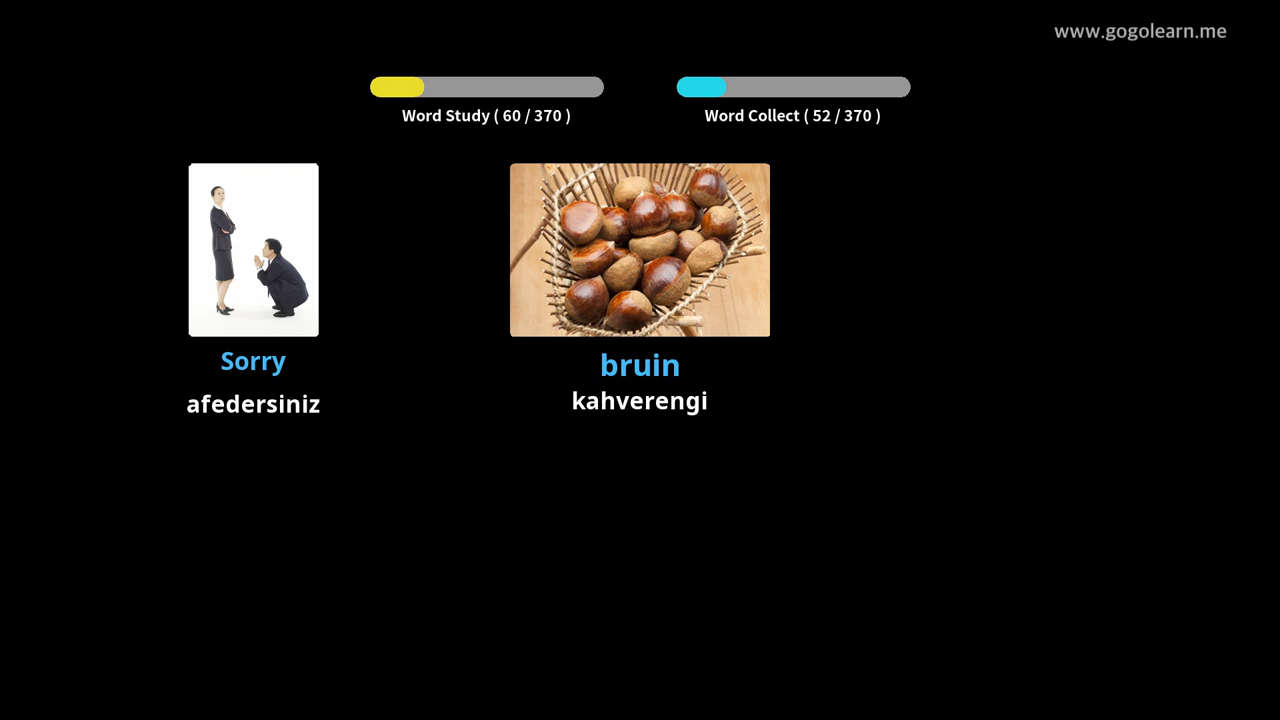 www.gogolearn.me
Word Study ( 60 / 370 )
Word Collect ( 52 / 370 )
Sorry
afedersiniz
bruin
kahverengi